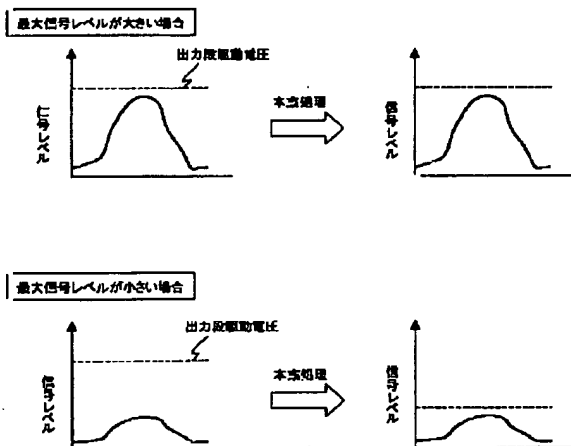 最大信号レベルが大きい場合
出力段駆動電圧
本発処理
信号レベル
信号レベル
最大信号レベルが小さい場合
出力段駆動電圧
本発処理
信号レベル
信号レベル